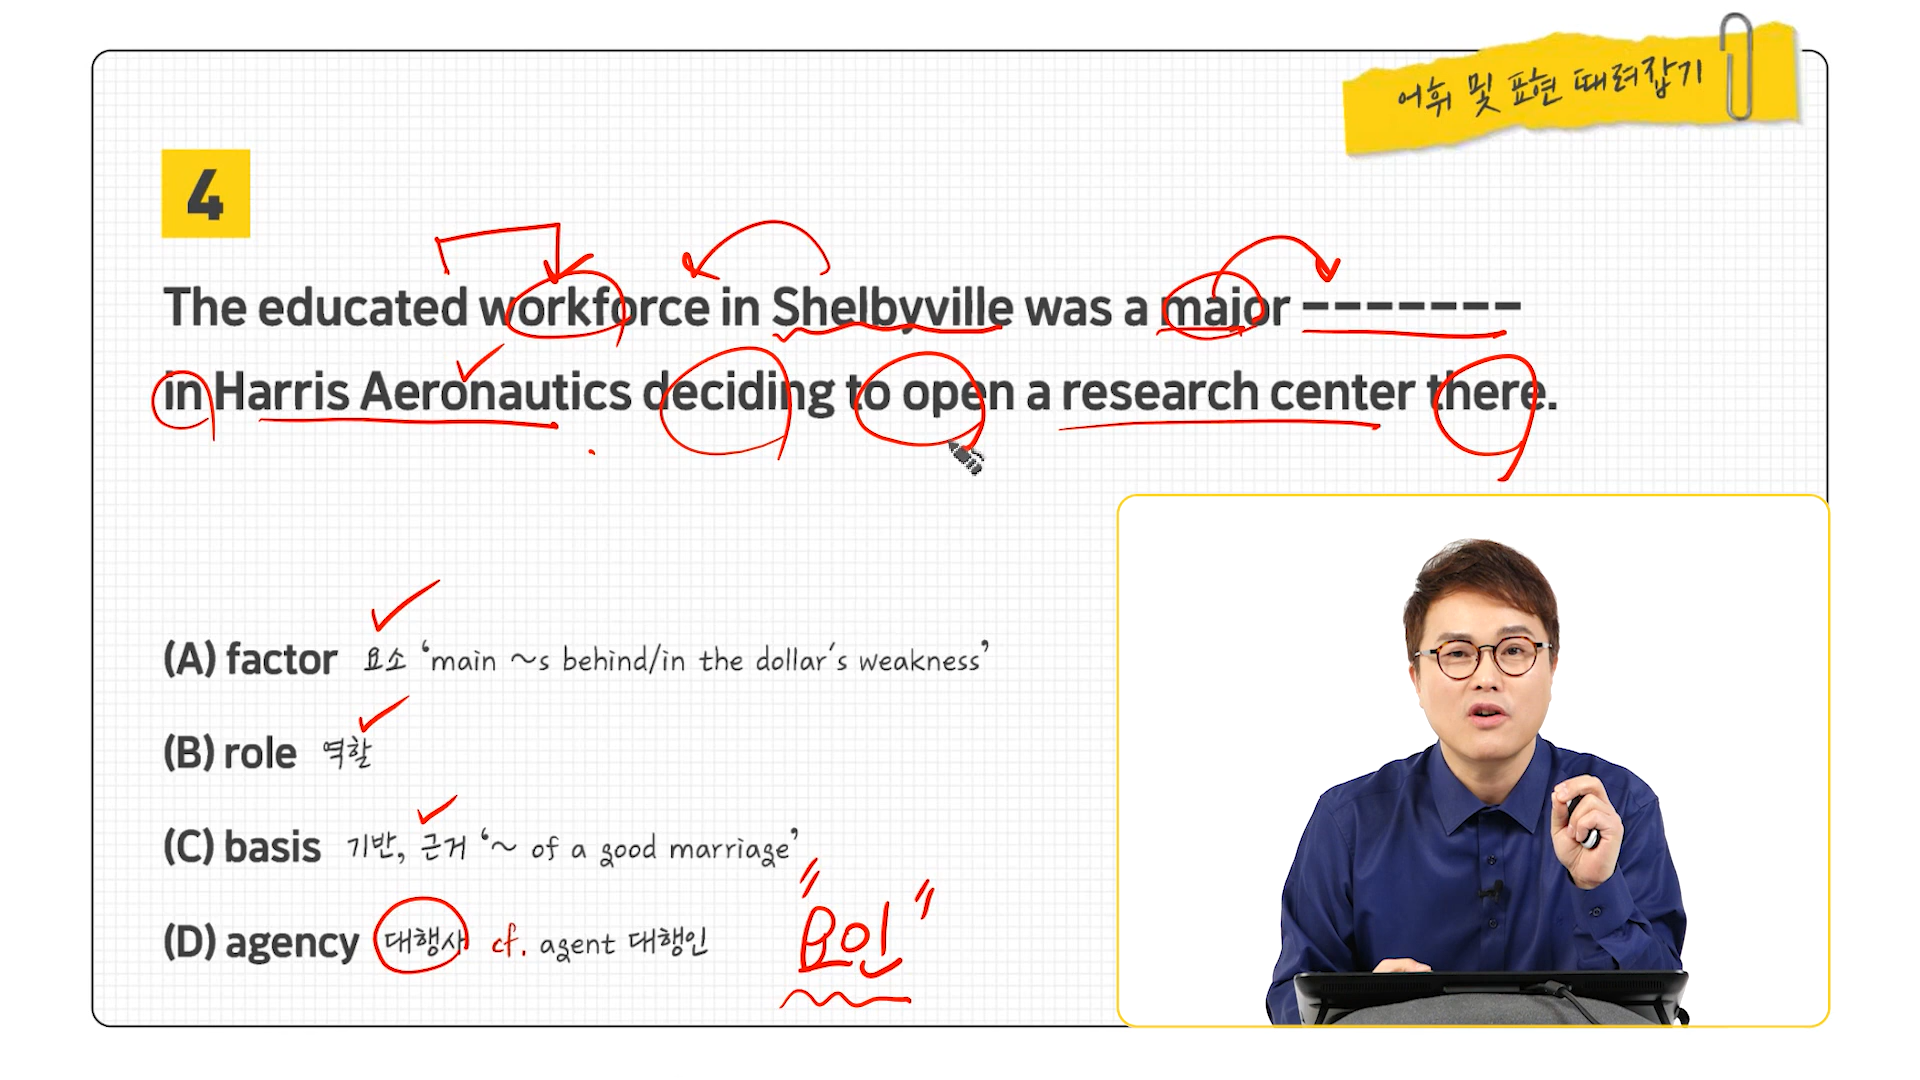 어휘 및 표현 때려잡기
4
The educated workforce in Shelbyville was a major -------
in Harris Aeronautics deciding to open a research center there.
(A) factor 요소 ‘main ~s behind/in the dollar's weakness’
(B) role 역할
(C) basis 기반, 근거 ‘~ of a good marriage’
(D) agency 대행사 cf. agent 대행인
"요인"